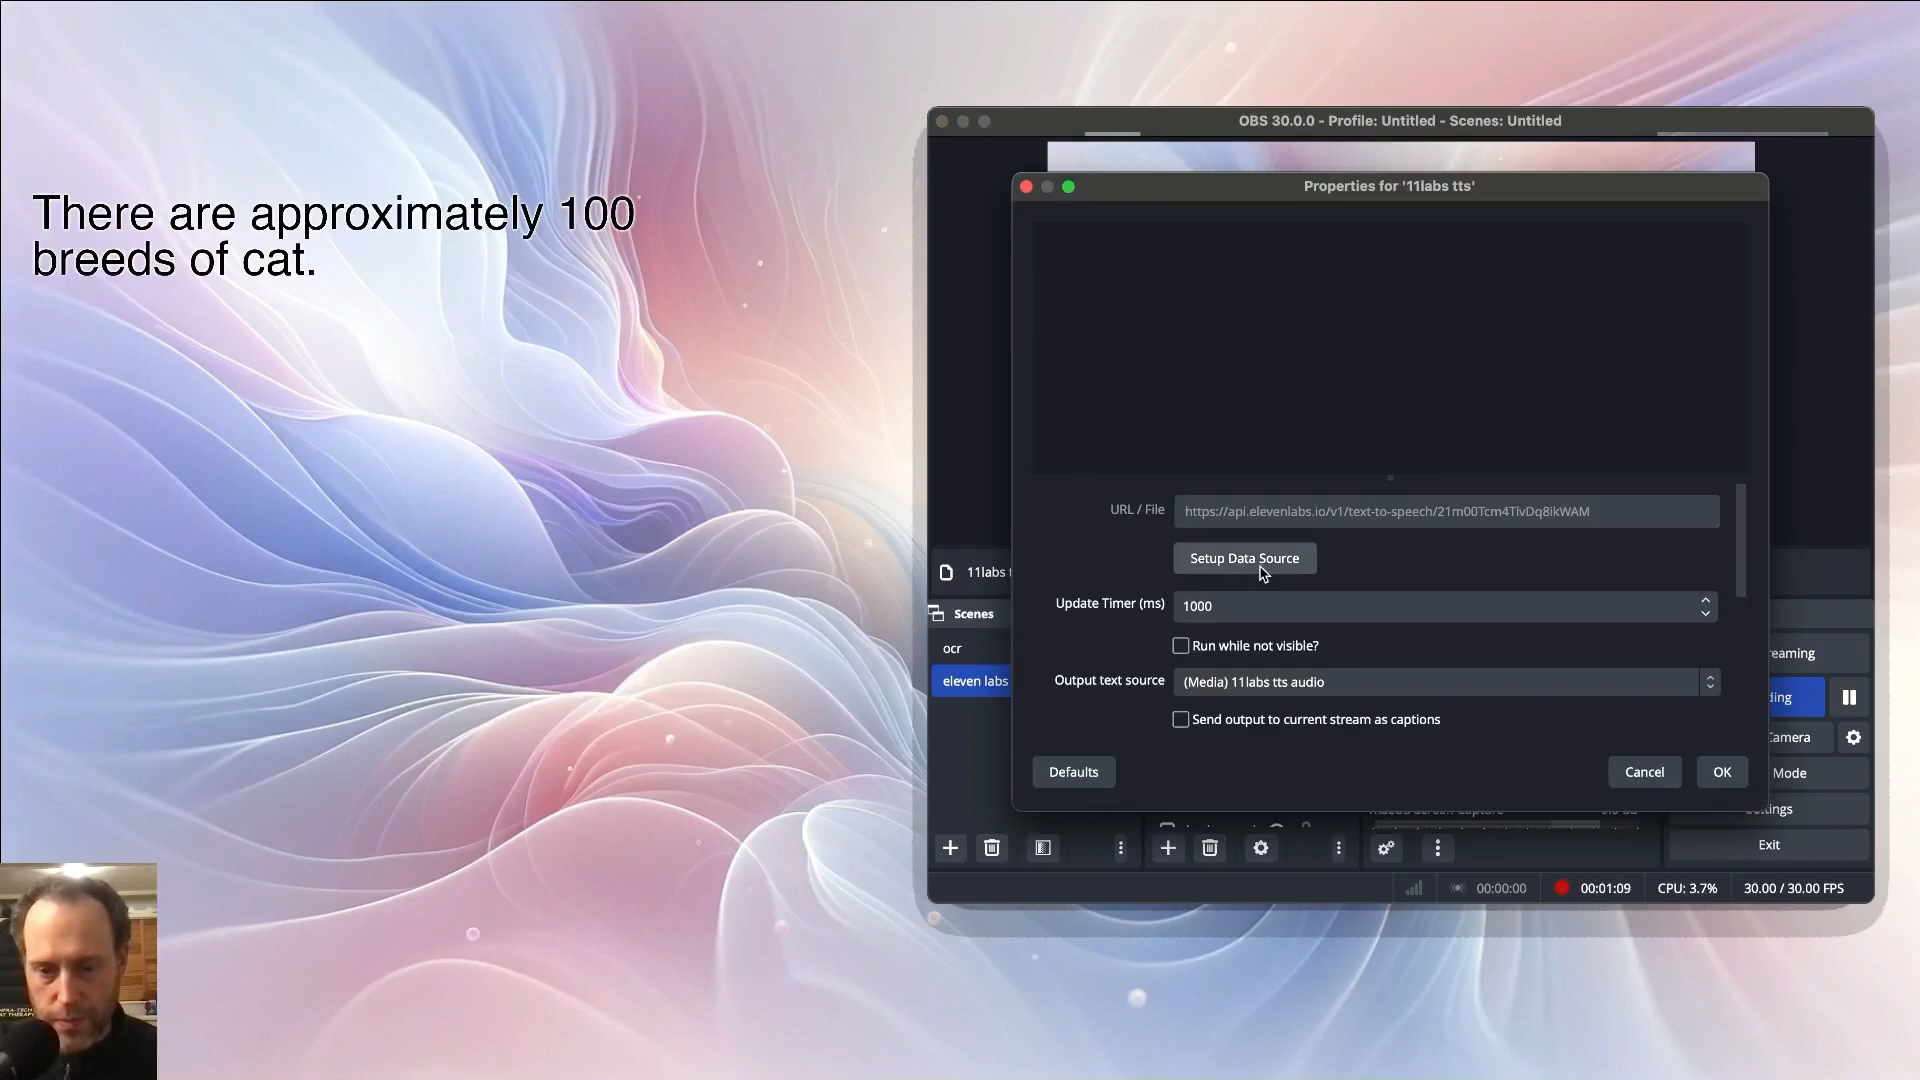 OBS 30.0.0 - Profile: Untitled - Scenes: Untitled
Properties for '11labs tts'
There are approximately 100
breeds of cat.
URL / File
https://api.elevenlabs.io/v1/text-to-speech/21m00Tcm4TlvDq8ikWAM
Setup Data Source
11labs t
Update Timer (ms)
1000
Scenes
Run while not visible?
ocr
reaming
eleven labs
Output text source
(Media) 11labs tts audio
ding
Send output to current stream as captions
Camera
Defaults
Cancel
OK
Mode
ttings
Exit
00:00:00
00:01:09
CPU: 3.7%
30.00 / 30.00 FPS